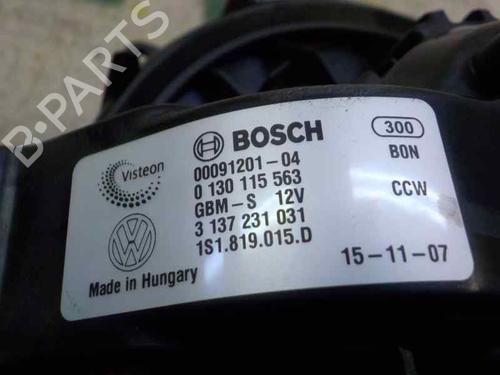 B-PARTS
Visteon
BOSCH
00091201-04
0 130 115 563
GBM-S 12V
3 137 231 031
1S1.819.015.D
300
BON
CCW
Made in Hungary
15-11-07